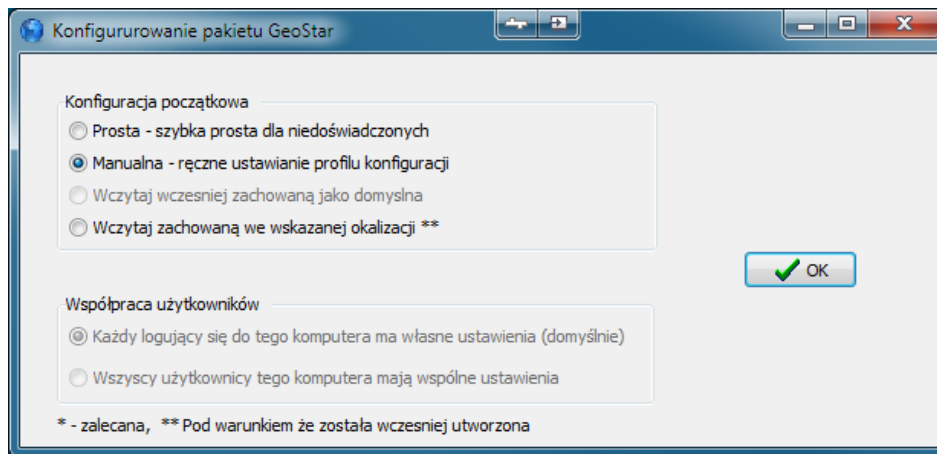 Konfigururowanie pakietu GeoStar
Konfiguracja początkowa
Prosta - szybka prosta dla niedoświadczonych
Manualna - ręczne ustawianie profilu konfiguracji
Wczytaj wczesniej zachowaną jako domyslna
Wczytaj zachowaną we wskazanej okalizacji **
OK
Współpraca użytkowników
Każdy logujący się do tego komputera ma własne ustawienia (domyślnie)
Wszyscy użytkownicy tego komputera mają wspólne ustawienia
* - zalecana, ** Pod warunkiem że została wczesniej utworzona